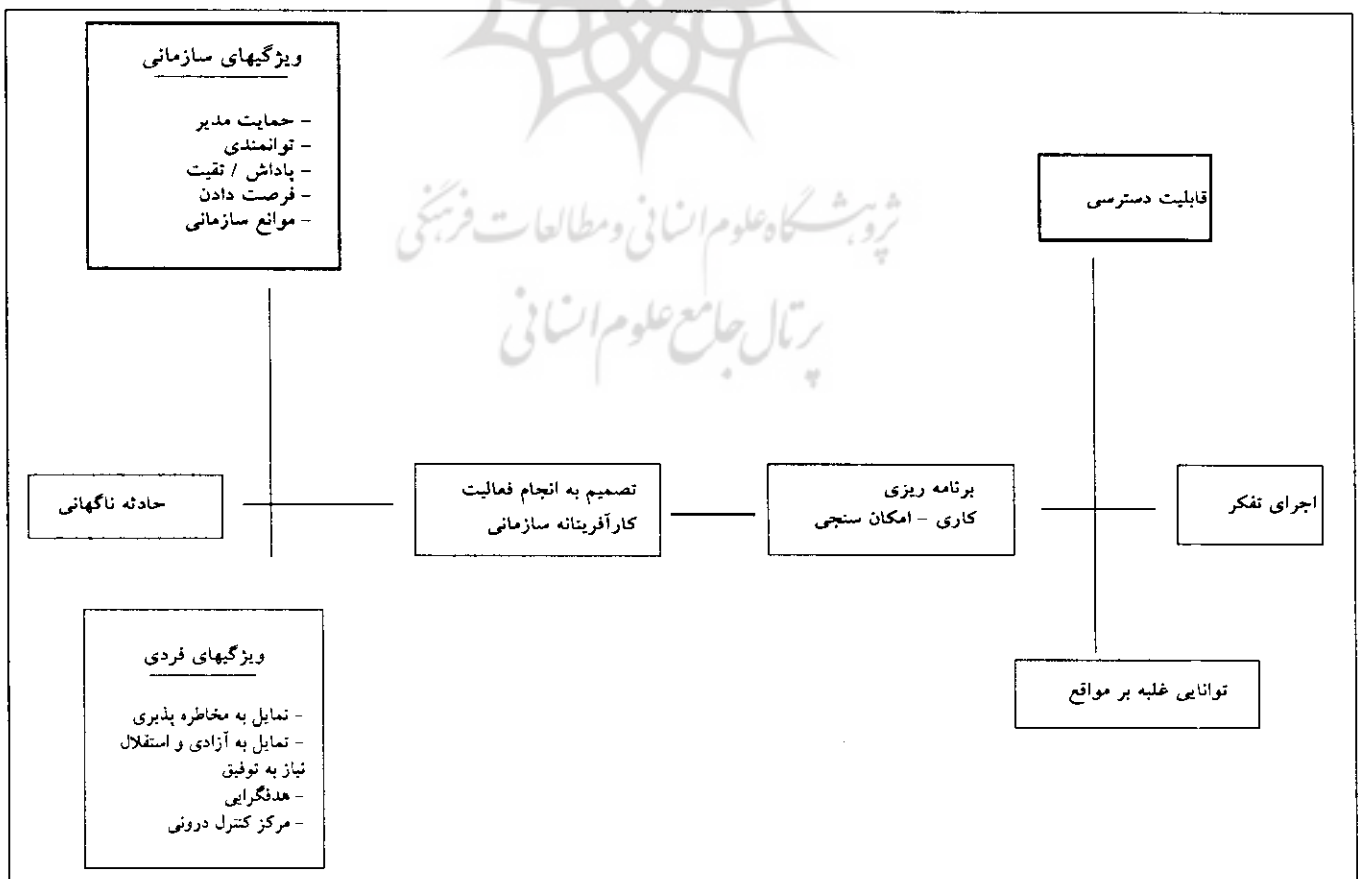 ویژگیهای سازمانی
- حمایت مدیر
- توانمندی
- پاداش / تقیت
- فرصت دادن
- موانع سازمانی
قابلیت دسترسی
پژوهشگاه علوم انسانی و مطالعات فرهنگی
پرتال جامع علوم انسانی
حادثه ناگهانی
تصمیم به انجام فعالیت
کارآفرینانه سازمانی
برنامه ریزی
کاری - امکان سنجی
اجرای تفکر
ویژگیهای فردی
- تمایل به مخاطره پذیری
- تمایل به آزادی و استقلال
نیاز به توفیق
- هدفگرایی
- مرکز کنترل درونی
توانایی غلبه بر مواقع